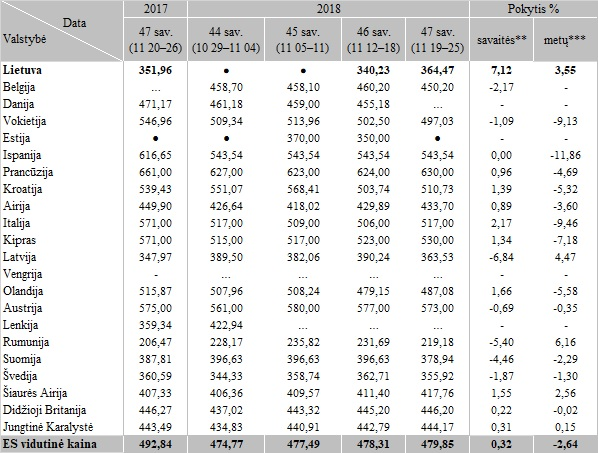 Data 2017 2018 Pokytis %
Valstybė 47 sav. (11 20–26) 44 sav. (10 29–11 04) 45 sav. (11 05–11) 46 sav. (11 12–18) 47 sav. (11 19–25) savaitės** metų***
Lietuva 351,96 ● ● 340,23 364,47 7,12 3,55
Belgija ... 458,70 458,10 460,20 450,20 -2,17 -
Danija 471,17 461,18 459,00 455,18 ... - -
Vokietija 546,96 509,34 513,96 502,50 497,03 -1,09 -9,13
Estija ● ● 370,00 350,00 ● - -
Ispanija 616,65 543,54 543,54 543,54 543,54 0,00 -11,86
Prancūzija 661,00 627,00 623,00 624,00 630,00 0,96 -4,69
Kroatija 539,43 551,07 568,41 503,74 510,73 1,39 -5,32
Airija 449,90 426,64 418,02 429,89 433,70 0,89 -3,60
Italija 571,00 517,00 509,00 506,00 517,00 2,17 -9,46
Kipras 571,00 515,00 517,00 523,00 530,00 1,34 -7,18
Latvija 347,97 389,50 382,06 390,24 363,53 -6,84 4,47
Vengrija - ... ... ... ... - -
Olandija 515,87 507,96 508,24 479,15 487,08 1,66 -5,58
Austrija 575,00 561,00 580,00 577,00 573,00 -0,69 -0,35
Lenkija 359,34 422,94 ... ... ... - -
Rumunija 206,47 228,17 235,82 231,69 219,18 -5,40 6,16
Suomija 387,81 396,63 396,63 396,63 378,94 -4,46 -2,29
Švedija 360,59 344,33 358,74 362,71 355,92 -1,87 -1,30
Šiaurės Airija 407,33 406,36 409,57 411,40 417,76 1,55 2,56
Didžioji Britanija 446,27 437,02 443,32 445,20 446,20 0,22 -0,02
Jungtinė Karalystė 443,49 434,83 440,91 442,79 444,17 0,31 0,15
ES vidutinė kaina 492,84 474,77 477,49 478,31 479,85 0,32 -2,64